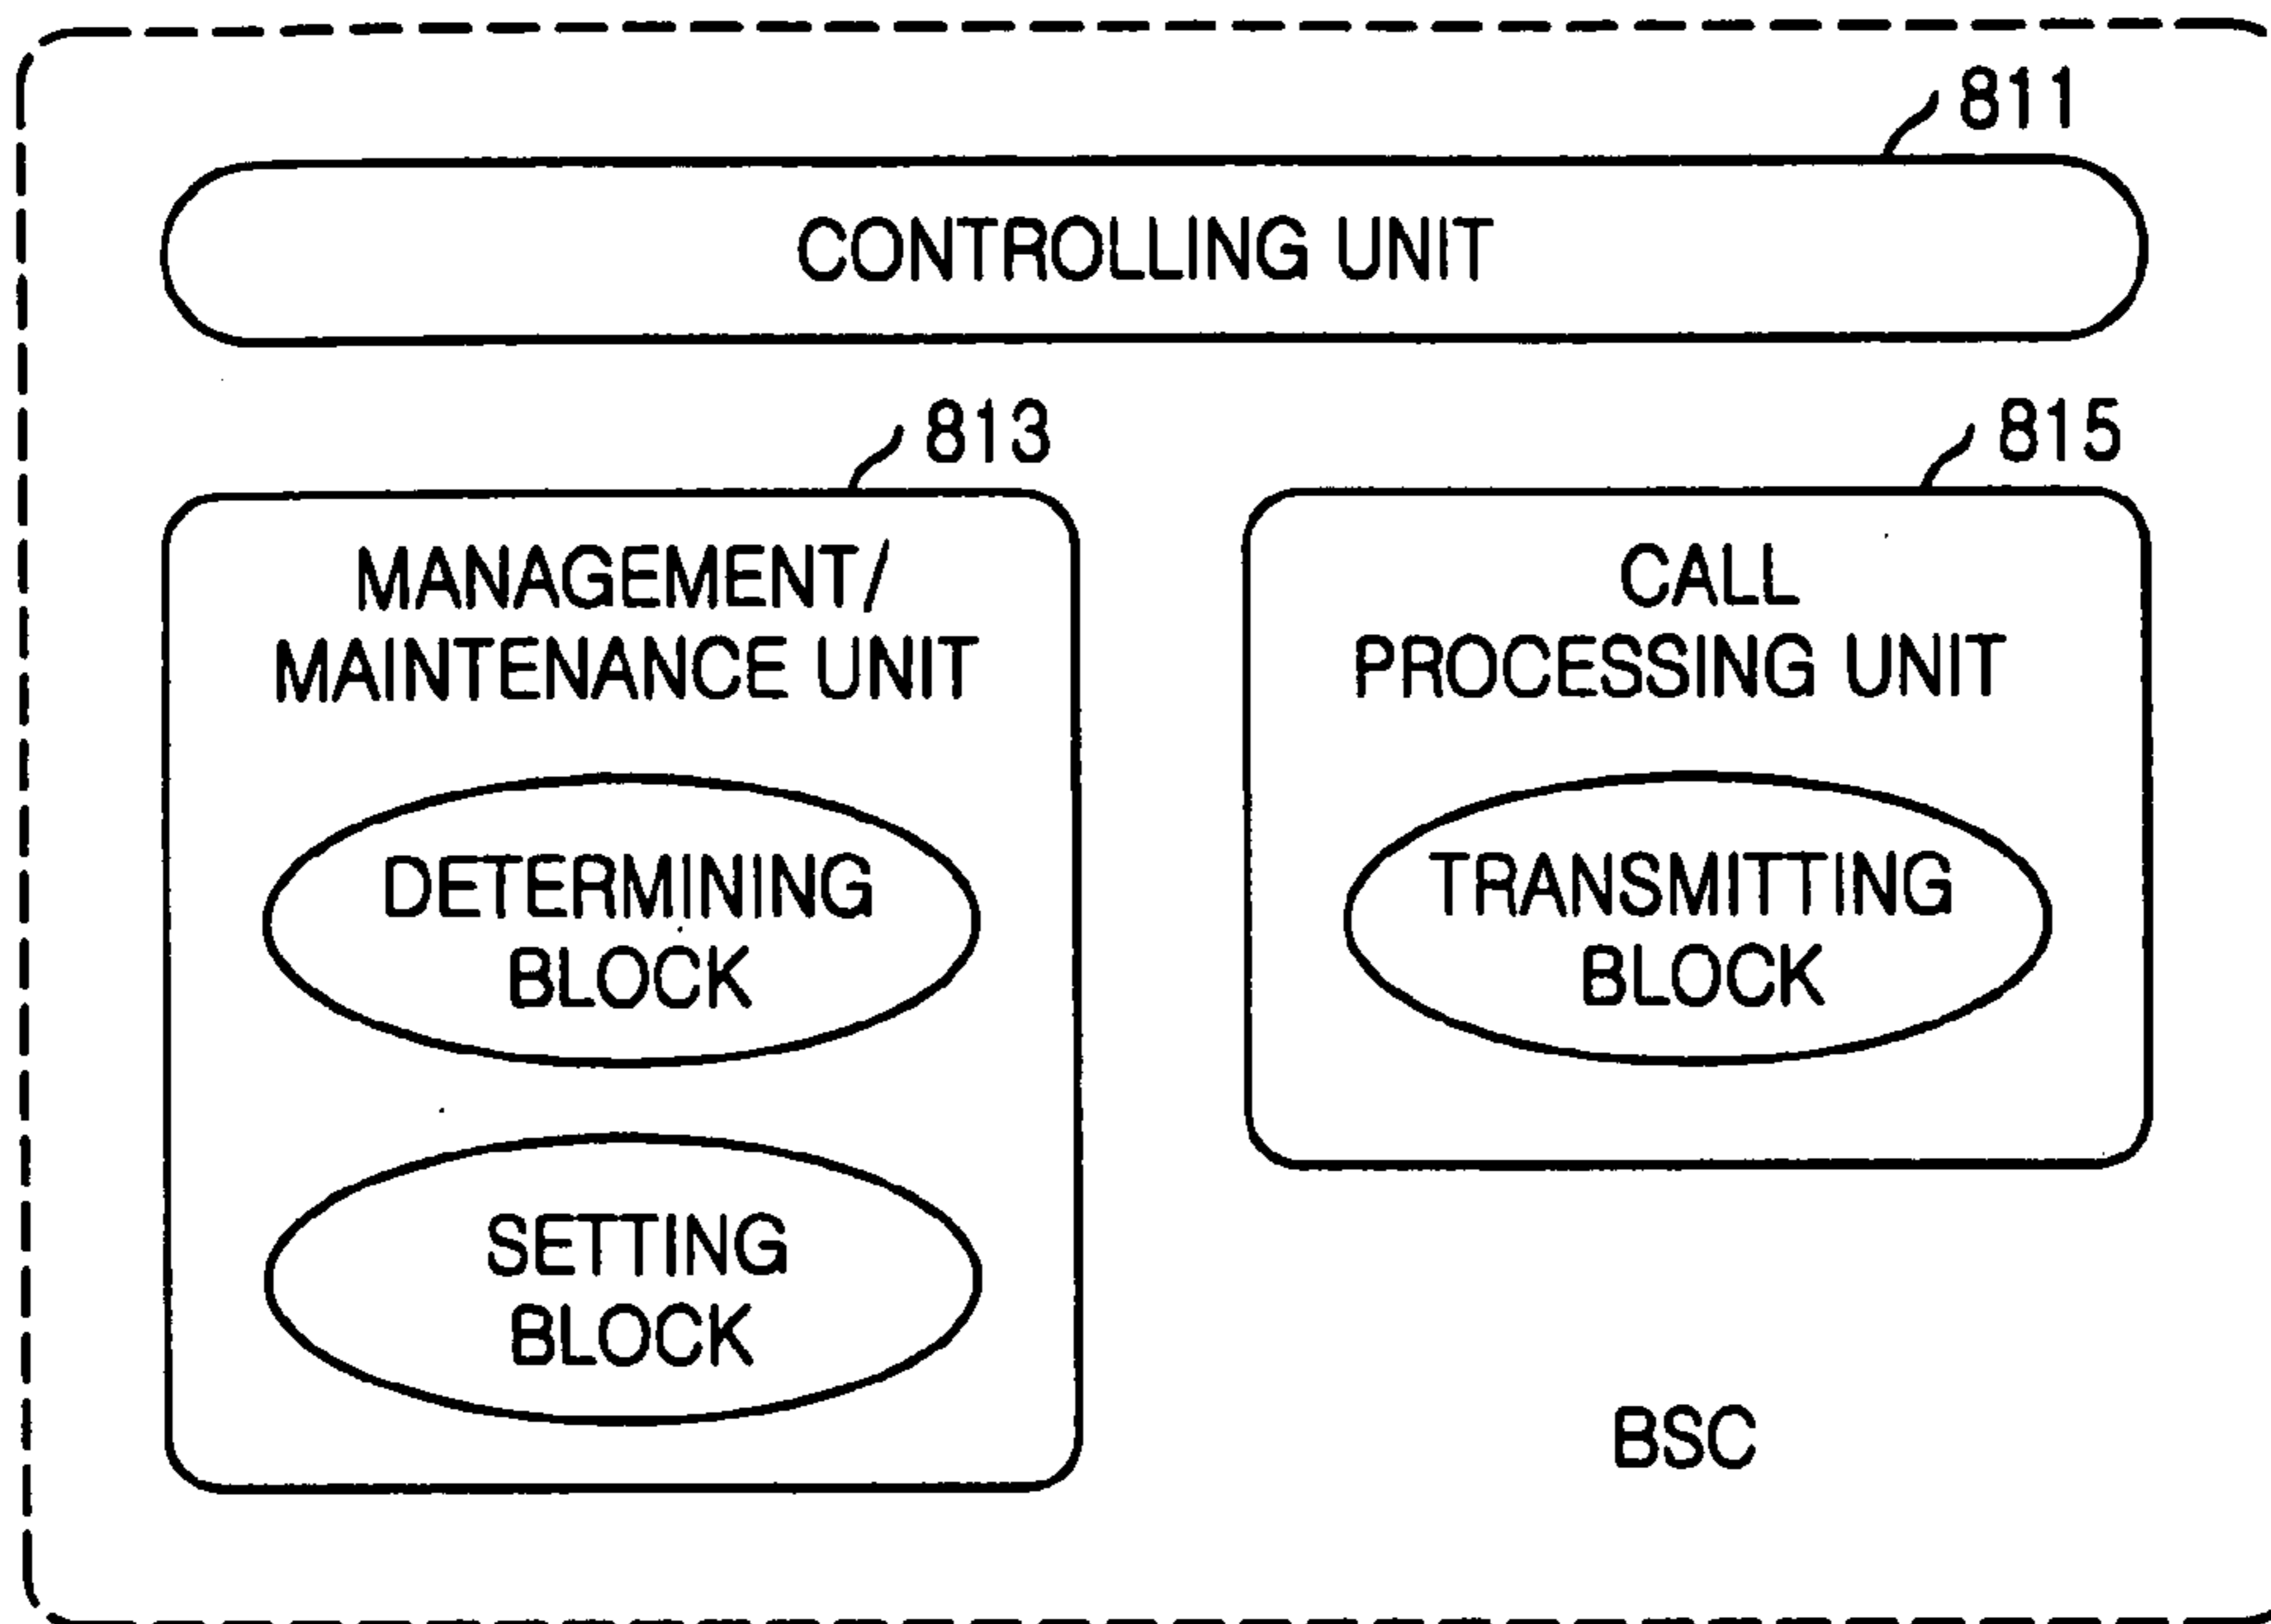 811
CONTROLLING UNIT
813
815
MANAGEMENT/
MAINTENANCE UNIT
CALL
PROCESSING UNIT
DETERMINING
BLOCK
TRANSMITTING
BLOCK
SETTING
BLOCK
BSC